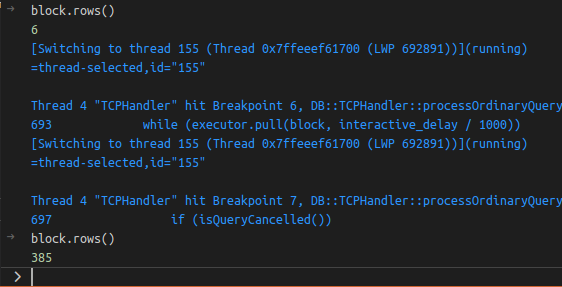 block.rows()
6
[Switching to thread 155 (Thread 0x7ffeeef61700 (LWP 692891))](running)
=thread-selected,id="155"
Thread 4 "TCPHandler" hit Breakpoint 6, DB::TCPHandler::processOrdinaryQuery
693 while (executor.pull(block, interactive_delay / 1000))
[Switching to thread 155 (Thread 0x7ffeeef61700 (LWP 692891))](running)
=thread-selected,id="155"
Thread 4 "TCPHandler" hit Breakpoint 7, DB::TCPHandler::processOrdinaryQuery
697 if (isQueryCancelled())
block.rows()
385